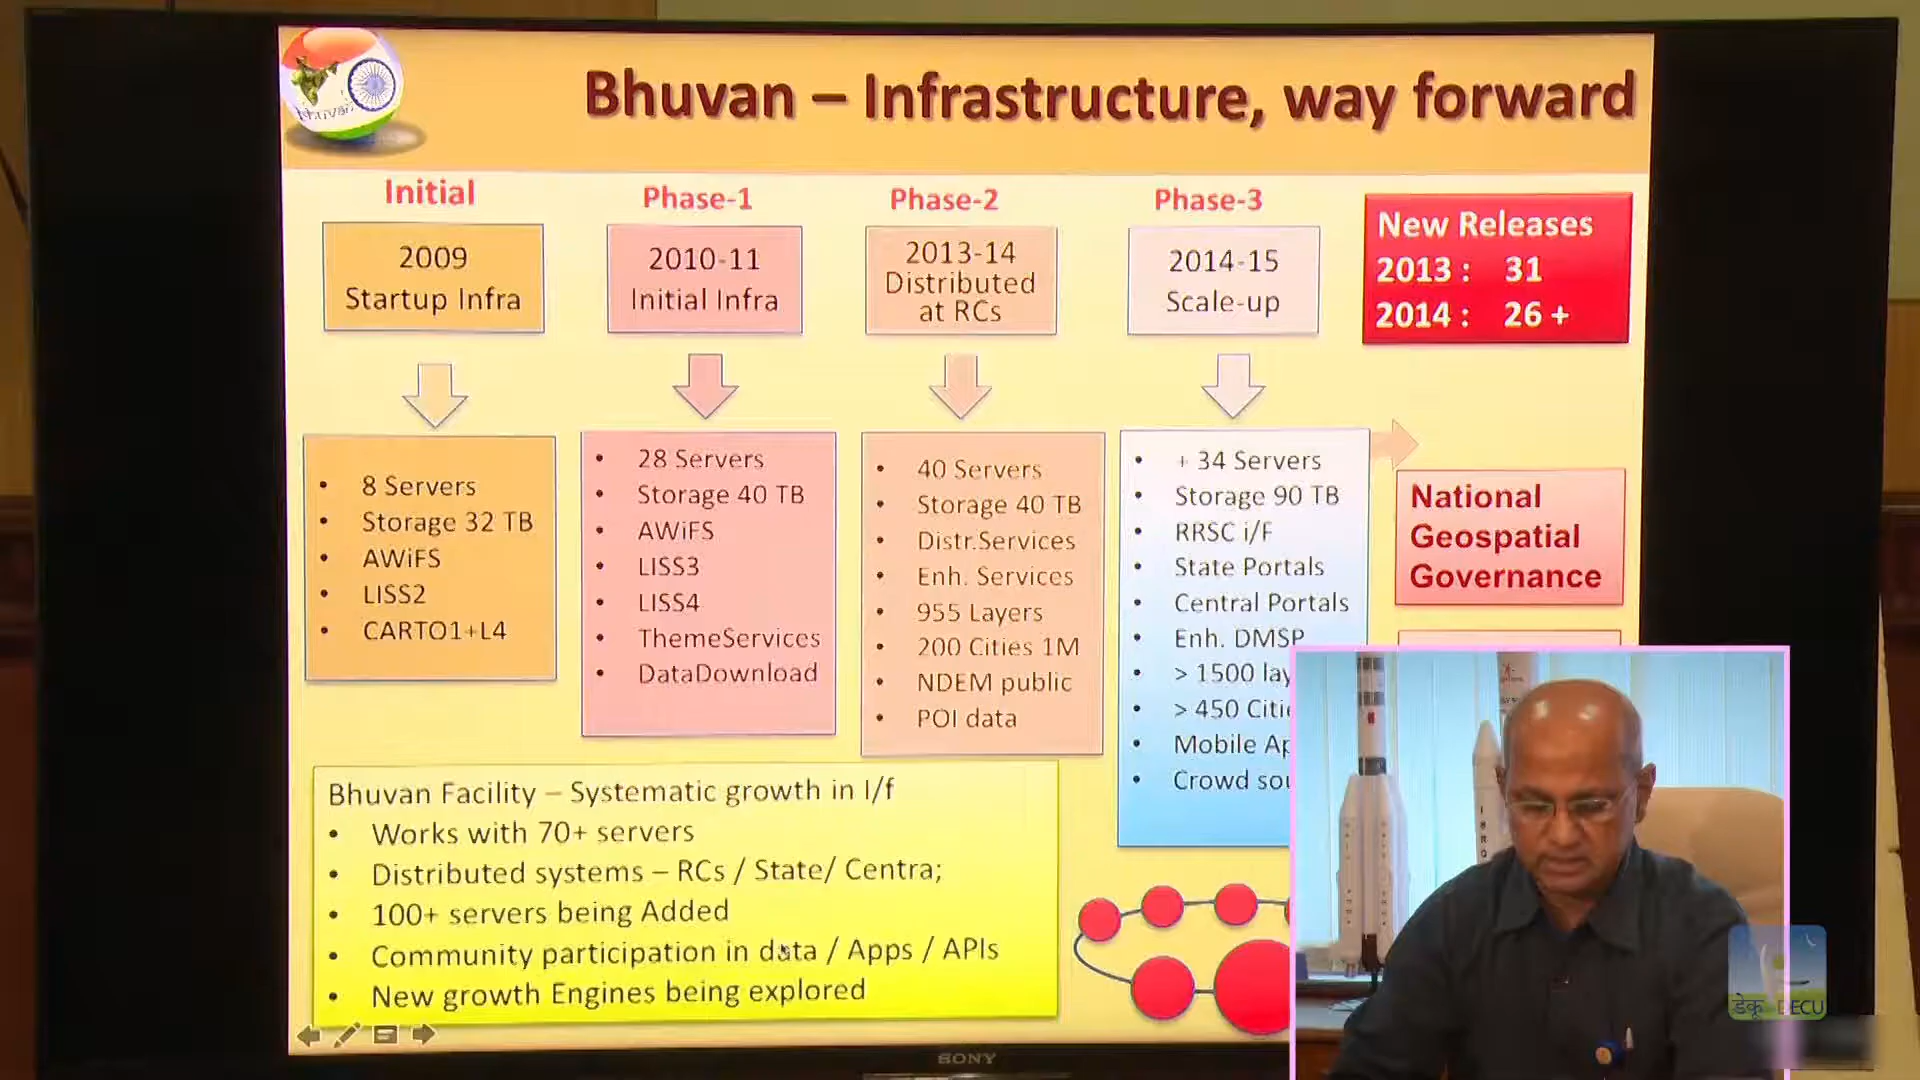 Bhuvan – Infrastructure, way forward
Initial
2009
Startup Infra
• 8 Servers
• Storage 32 TB
• AWiFS
• LISS2
• CARTO1+L4
Phase-1
2010-11
Initial Infra
• 28 Servers
• Storage 40 TB
• AWiFS
• LISS3
• LISS4
• ThemeServices
• DataDownload
Phase-2
2013-14
Distributed
at RCs
• 40 Servers
• Storage 40 TB
• Distr.Services
• Enh. Services
• 955 Layers
• 200 Cities 1M
• NDEM public
• POI data
Phase-3
2014-15
Scale-up
• + 34 Servers
• Storage 90 TB
• RRSC i/F
• State Portals
• Central Portals
• Enh. DMSP
• > 1500 lay
• > 450 Citi
• Mobile Ap
• Crowd sou
New Releases
2013 : 31
2014 : 26 +
National
Geospatial
Governance
Bhuvan Facility – Systematic growth in I/f
• Works with 70+ servers
• Distributed systems – RCs / State/ Centra;
• 100+ servers being Added
• Community participation in data / Apps / APIs
• New growth Engines being explored
SONY
डेकू DECU